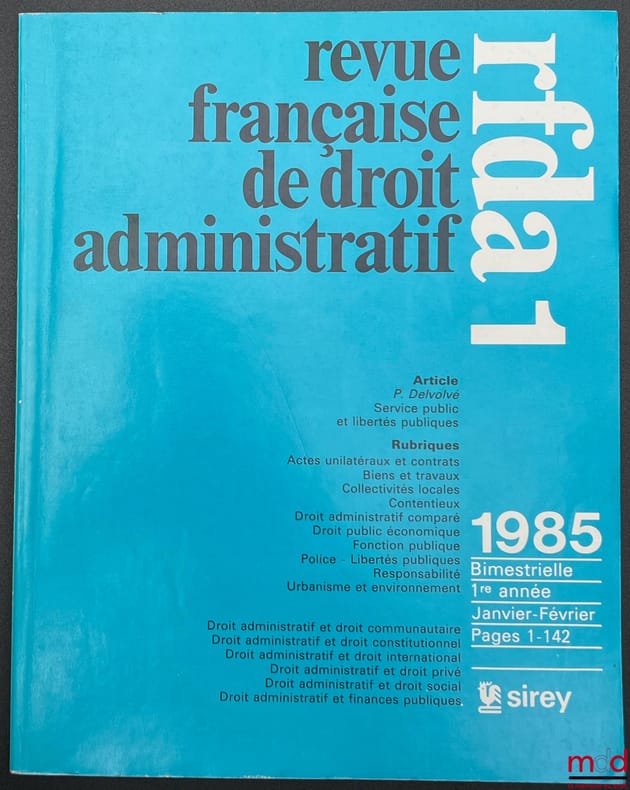 revue
française
de droit
administratif
rfda 1
Article
P. Delvolvé
Service public
et libertés publiques
Rubriques
Actes unilatéraux et contrats
Biens et travaux
Collectivités locales
Contentieux
Droit administratif comparé
Droit public économique
Fonction publique
Police - Libertés publiques
Responsabilité
Urbanisme et environnement
Droit administratif et droit communautaire
Droit administratif et droit constitutionnel
Droit administratif et droit international
Droit administratif et droit privé
Droit administratif et droit social
Droit administratif et finances publiques
1985
Bimestrielle
1re année
Janvier-Février
Pages 1-142
sirey
mdd